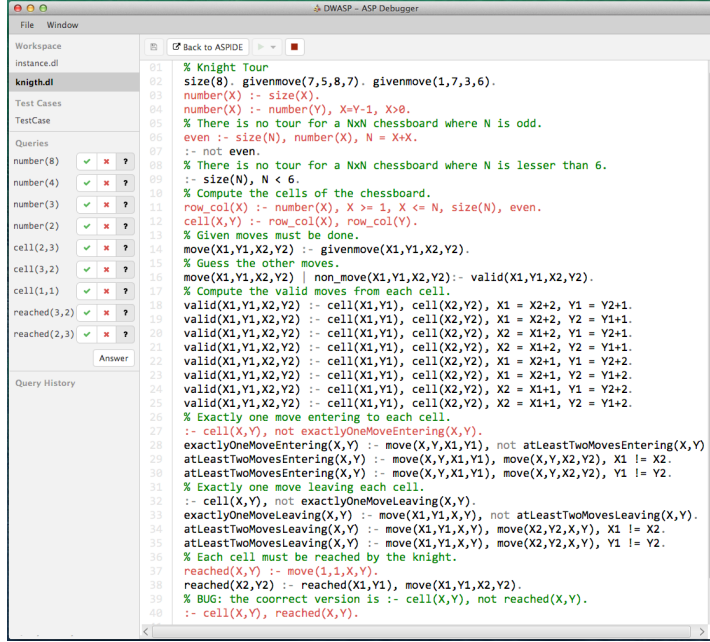 DWASP - ASP Debugger
File Window
Workspace
instance.dl
knigth.dl
Test Cases
TestCase
Queries
number(8) ✓ ✗ ?
number(4) ✓ ✗ ?
number(3) ✓ ✗ ?
number(2) ✓ ✗ ?
cell(2,3) ✓ ✗ ?
cell(3,2) ✓ ✗ ?
cell(1,1) ✓ ✗ ?
reached(3,2) ✓ ✗ ?
reached(2,3) ✓ ✗ ?
Answer
Query History
Back to ASPIDE
01 % Knight Tour
02 size(8). givenmove(7,5,8,7). givenmove(1,7,3,6).
03 number(X) :- size(X).
04 number(X) :- number(Y), X=Y-1, X>0.
05 % There is no tour for a NxN chessboard where N is odd.
06 even :- size(N), number(X), N = X+X.
07 :- not even.
08 % There is no tour for a NxN chessboard where N is lesser than 6.
09 :- size(N), N < 6.
10 % Compute the cells of the chessboard.
11 row_col(X) :- number(X), X >= 1, X <= N, size(N), even.
12 cell(X,Y) :- row_col(X), row_col(Y).
13 % Given moves must be done.
14 move(X1,Y1,X2,Y2) :- givenmove(X1,Y1,X2,Y2).
15 % Guess the other moves.
16 move(X1,Y1,X2,Y2) | non_move(X1,Y1,X2,Y2):- valid(X1,Y1,X2,Y2).
17 % Compute the valid moves from each cell.
18 valid(X1,Y1,X2,Y2) :- cell(X1,Y1), cell(X2,Y2), X1 = X2+2, Y1 = Y2+1.
19 valid(X1,Y1,X2,Y2) :- cell(X1,Y1), cell(X2,Y2), X1 = X2+2, Y2 = Y1+1.
20 valid(X1,Y1,X2,Y2) :- cell(X1,Y1), cell(X2,Y2), X2 = X1+2, Y1 = Y2+1.
21 valid(X1,Y1,X2,Y2) :- cell(X1,Y1), cell(X2,Y2), X2 = X1+2, Y2 = Y1+1.
22 valid(X1,Y1,X2,Y2) :- cell(X1,Y1), cell(X2,Y2), X1 = X2+1, Y1 = Y2+2.
23 valid(X1,Y1,X2,Y2) :- cell(X1,Y1), cell(X2,Y2), X1 = X2+1, Y2 = Y1+2.
24 valid(X1,Y1,X2,Y2) :- cell(X1,Y1), cell(X2,Y2), X2 = X1+1, Y1 = Y2+2.
25 valid(X1,Y1,X2,Y2) :- cell(X1,Y1), cell(X2,Y2), X2 = X1+1, Y2 = Y1+2.
26 % Exactly one move entering to each cell.
27 :- cell(X,Y), not exactlyOneMoveEntering(X,Y).
28 exactlyOneMoveEntering(X,Y) :- move(X,Y,X1,Y1), not atLeastTwoMovesEntering(X,Y)
29 atLeastTwoMovesEntering(X,Y) :- move(X,Y,X1,Y1), move(X,Y,X2,Y2), X1 != X2.
30 atLeastTwoMovesEntering(X,Y) :- move(X,Y,X1,Y1), move(X,Y,X2,Y2), Y1 != Y2.
31 % Exactly one move leaving each cell.
32 :- cell(X,Y), not exactlyOneMoveLeaving(X,Y).
33 exactlyOneMoveLeaving(X,Y) :- move(X1,Y1,X,Y), not atLeastTwoMovesLeaving(X,Y).
34 atLeastTwoMovesLeaving(X,Y) :- move(X1,Y1,X,Y), move(X2,Y2,X,Y), X1 != X2.
35 atLeastTwoMovesLeaving(X,Y) :- move(X1,Y1,X,Y), move(X2,Y2,X,Y), Y1 != Y2.
36 % Each cell must be reached by the knight.
37 reached(X,Y) :- move(1,1,X,Y).
38 reached(X2,Y2) :- reached(X1,Y1), move(X1,Y1,X2,Y2).
39 % BUG: the coorrect version is :- cell(X,Y), not reached(X,Y).
40 :- cell(X,Y), reached(X,Y).